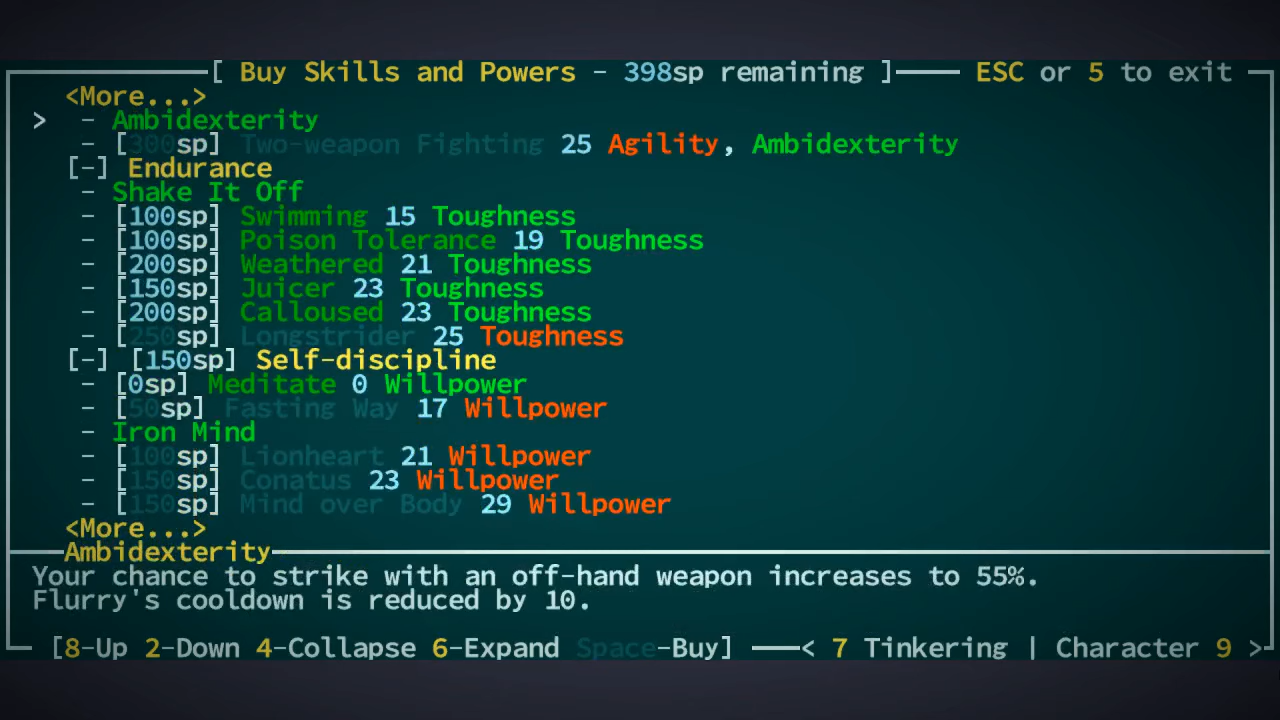 [ Buy Skills and Powers - 398sp remaining ] ESC or 5 to exit
<More...>
> - Ambidexterity
- [300sp] Two-weapon Fighting 25 Agility, Ambidexterity
[-] Endurance
- Shake It Off
- [100sp] Swimming 15 Toughness
- [100sp] Poison Tolerance 19 Toughness
- [200sp] Weathered 21 Toughness
- [150sp] Juicer 23 Toughness
- [200sp] Calloused 23 Toughness
- [250sp] Longstrider 25 Toughness
[-] [150sp] Self-discipline
- [0sp] Meditate 0 Willpower
- [50sp] Fasting Way 17 Willpower
- Iron Mind
- [100sp] Lionheart 21 Willpower
- [150sp] Conatus 23 Willpower
- [150sp] Mind over Body 29 Willpower
<More...>
Ambidexterity
Your chance to strike with an off-hand weapon increases to 55%.
Flurry's cooldown is reduced by 10.
[8-Up 2-Down 4-Collapse 6-Expand Space-Buy] < 7 Tinkering | Character 9 >